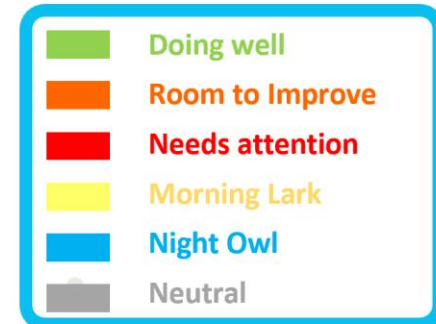 Doing well
Room to Improve
Needs attention
Morning Lark
Night Owl
Neutral